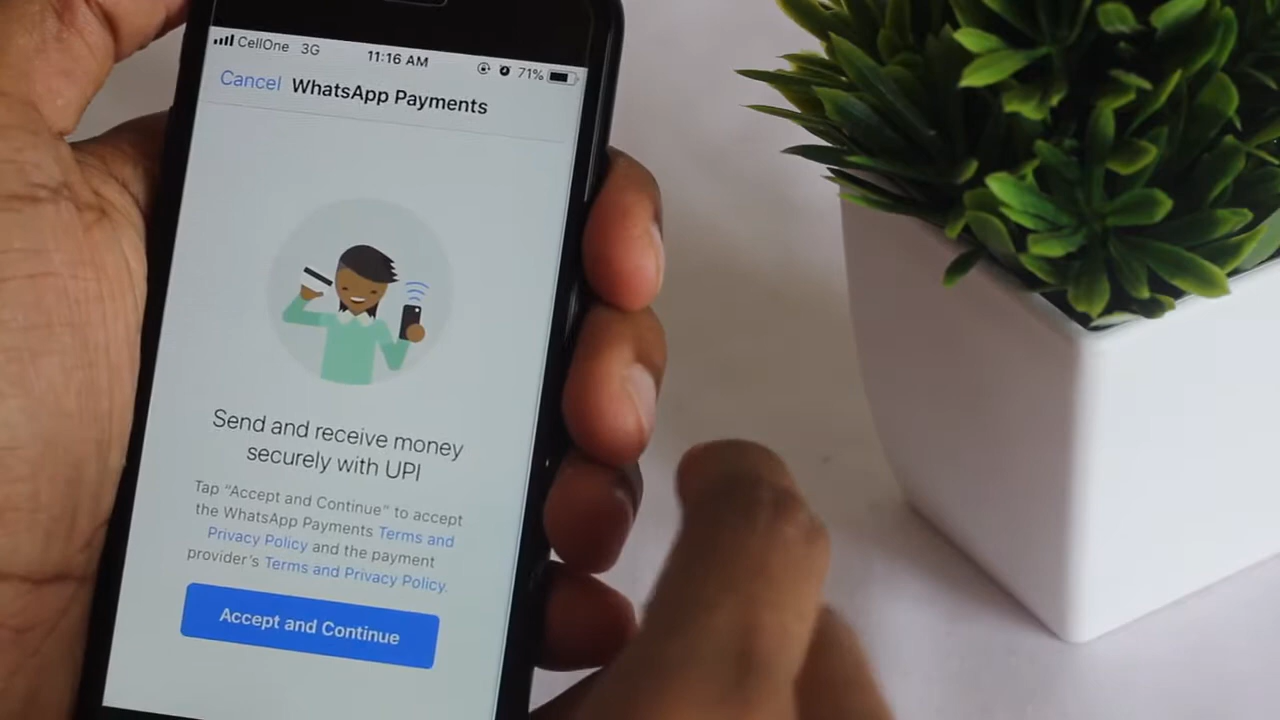 CellOne 3G 11:16 AM 71%
Cancel WhatsApp Payments
Send and receive money
securely with UPI
Tap “Accept and Continue” to accept
the WhatsApp Payments Terms and
Privacy Policy and the payment
provider's Terms and Privacy Policy.
Accept and Continue